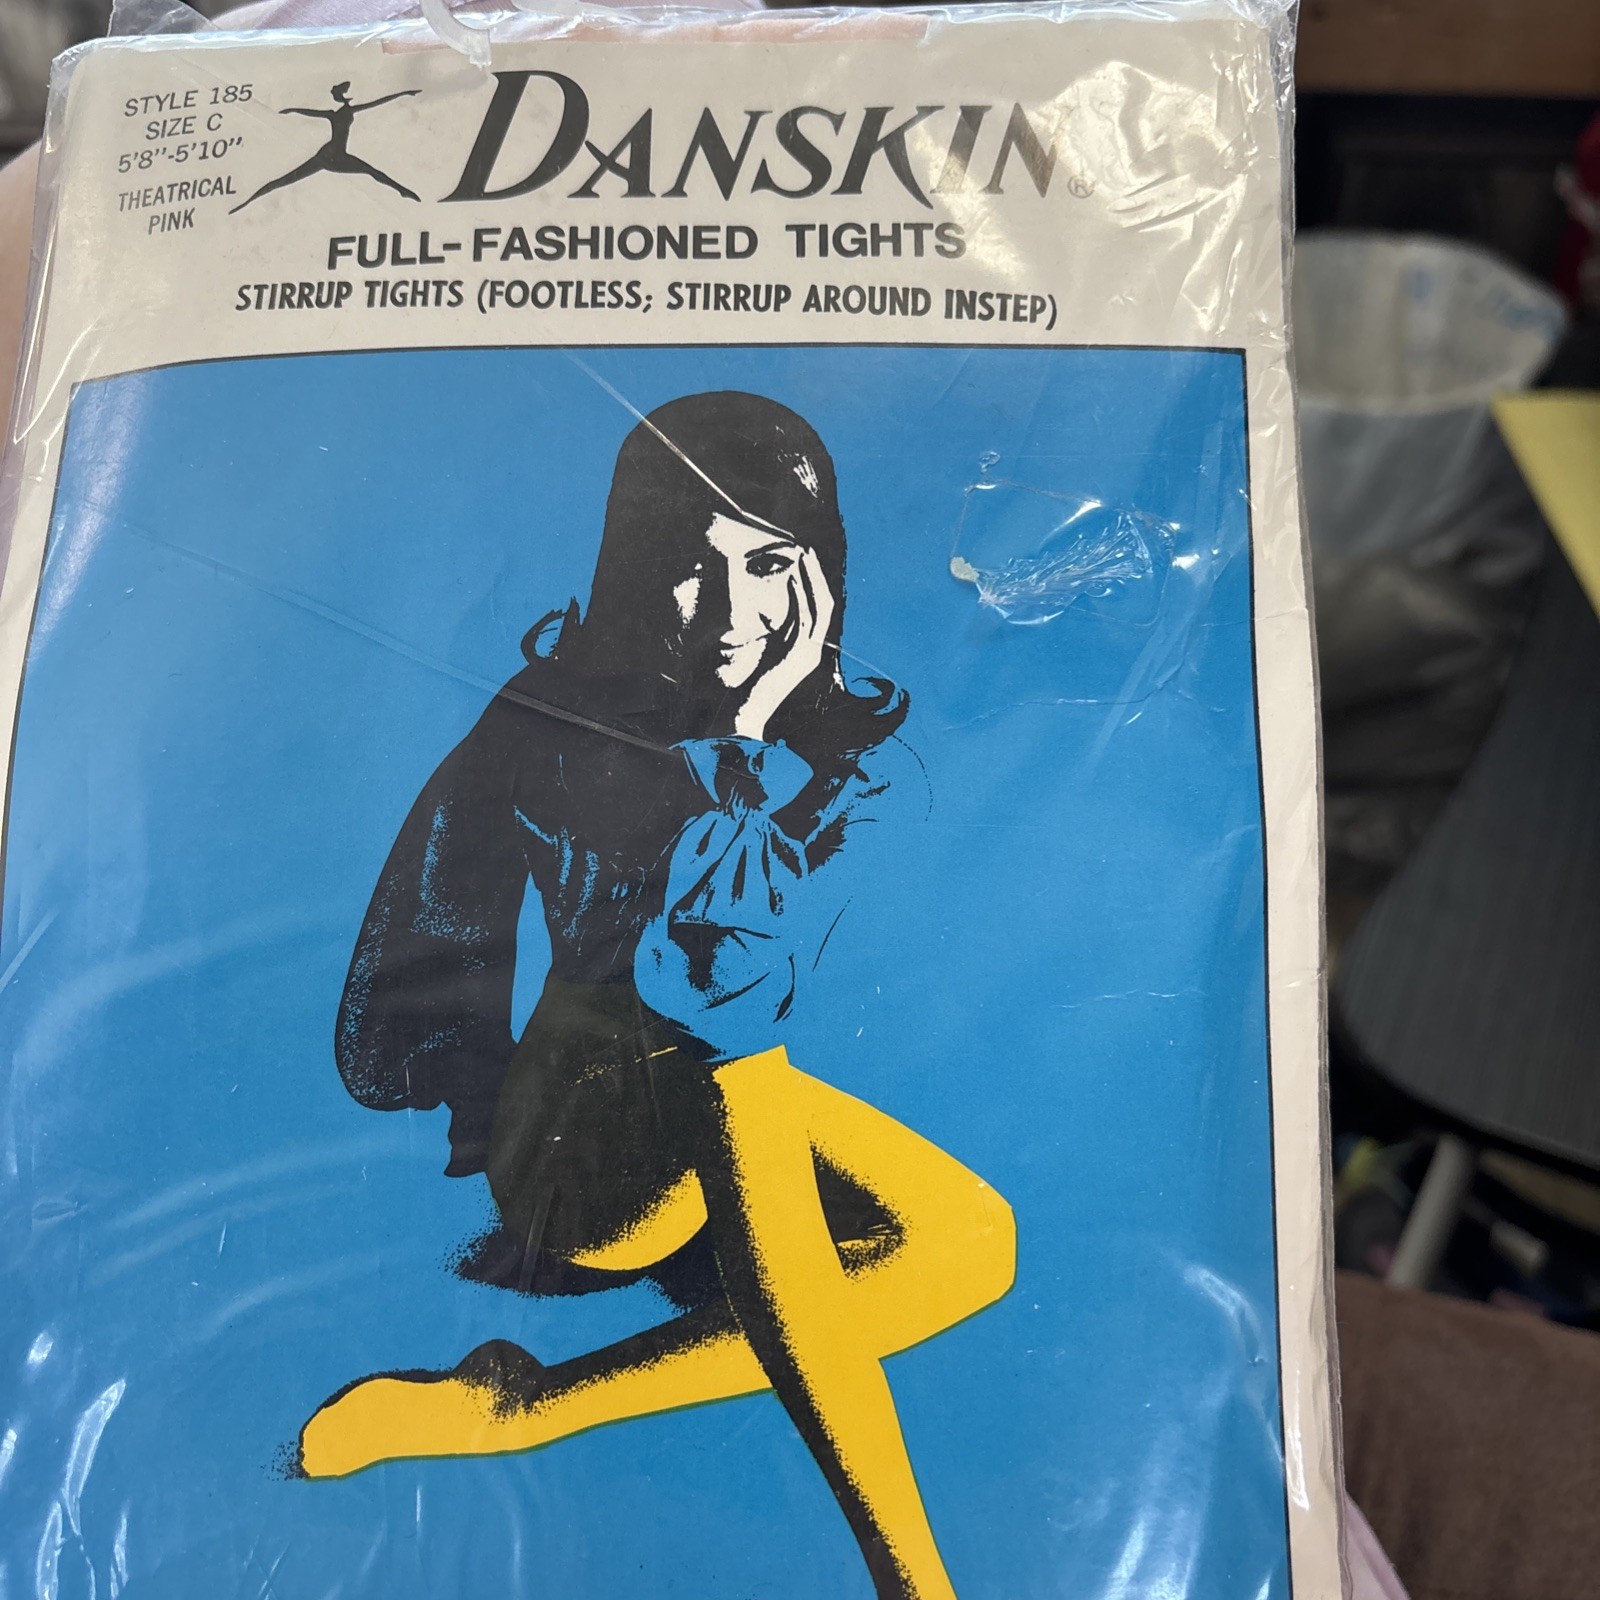 STYLE 185
SIZE C
5'8"-5'10"
THEATRICAL
PINK
DANSKIN®
FULL-FASHIONED TIGHTS
STIRRUP TIGHTS (FOOTLESS; STIRRUP AROUND INSTEP)